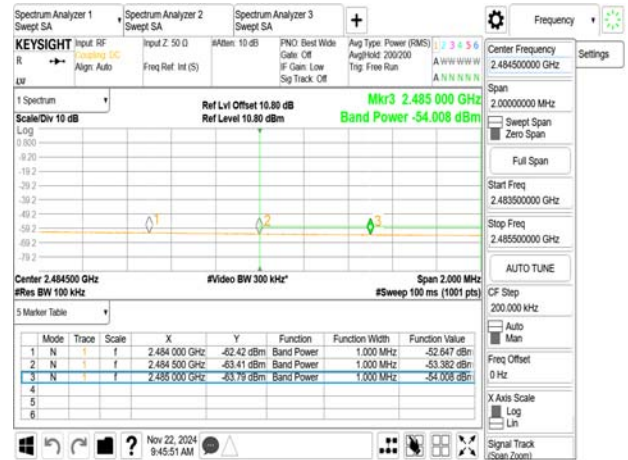 Spectrum Analyzer 1
Swept SA
Spectrum Analyzer 2
Swept SA
Spectrum Analyzer 3
Swept SA
+
Frequency
KEYSIGHT
R
Input: RF
Coupling: DC
Align: Auto
Input Z: 50 Ω
Freq Ref: Int (S)
#Atten: 10 dB
PNO: Best Wide
Gate: Off
IF Gain: Low
Sig Track: Off
Avg Type: Power (RMS)
Avg|Hold: 200/200
Trig: Free Run
1 2 3 4 5 6
A W W W W W
A N N N N N
LV
1 Spectrum
Scale/Div 10 dB
Log
Ref Lvl Offset 10.80 dB
Ref Level 10.80 dBm
Mkr3 2.485 000 GHz
Band Power -54.008 dBm
0.800
-9.20
-19.2
-29.2
-39.2
-49.2
-59.2
-69.2
-79.2
1
2
3
Center 2.484500 GHz
#Video BW 300 kHz*
Span 2.000 MHz
#Res BW 100 kHz
#Sweep 100 ms (1001 pts)
5 Marker Table
Mode Trace Scale X Y Function Function Width Function Value
1 N 1 f 2.484 000 GHz -62.42 dBm Band Power 1.000 MHz -52.647 dBm
2 N 1 f 2.484 500 GHz -63.41 dBm Band Power 1.000 MHz -53.382 dBm
3 N 1 f 2.485 000 GHz -63.79 dBm Band Power 1.000 MHz -54.008 dBm
4
5
6
?
Nov 22, 2024
9:45:51 AM
Center Frequency
2.484500000 GHz
Settings
Span
2.00000000 MHz
Swept Span
Zero Span
Full Span
Start Freq
2.483500000 GHz
Stop Freq
2.485500000 GHz
AUTO TUNE
CF Step
200.000 kHz
Auto
Man
Freq Offset
0 Hz
X Axis Scale
Log
Lin
Signal Track
(Span Zoom)